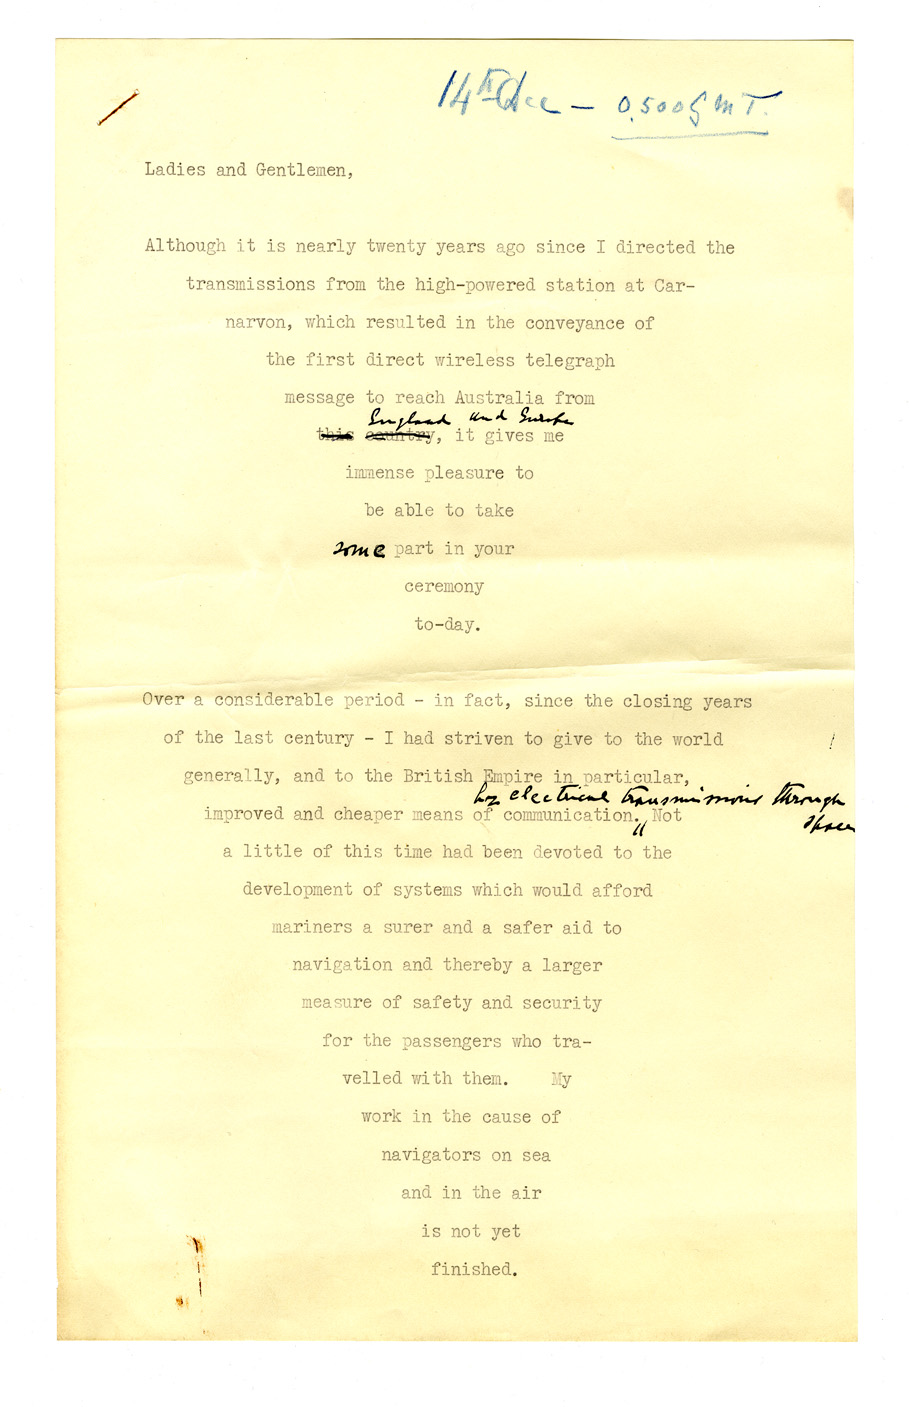 14th Dec - 0.500 GMT.
Ladies and Gentlemen,
Although it is nearly twenty years ago since I directed the
transmissions from the high-powered station at Car-
narvon, which resulted in the conveyance of
the first direct wireless telegraph
message to reach Australia from
England and Europe
this country, it gives me
immense pleasure to
be able to take
some part in your
ceremony
to-day.
Over a considerable period - in fact, since the closing years
of the last century - I had striven to give to the world
generally, and to the British Empire in particular,
by electrical transmissions through
improved and cheaper means of communication. Not
space
a little of this time had been devoted to the
development of systems which would afford
mariners a surer and a safer aid to
navigation and thereby a larger
measure of safety and security
for the passengers who tra-
velled with them. My
work in the cause of
navigators on sea
and in the air
is not yet
finished.